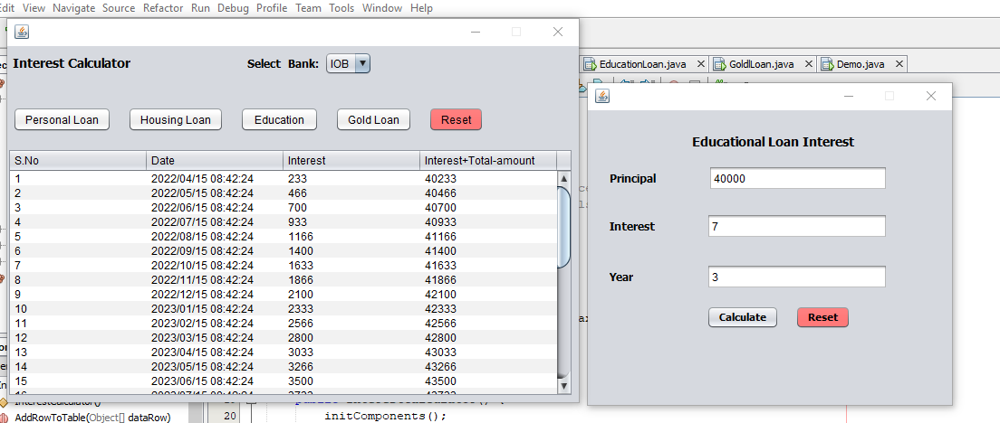 Edit View Navigate Source Refactor Run Debug Profile Team Tools Window Help
Interest Calculator
Select Bank: IOB
Personal Loan Housing Loan Education Gold Loan Reset
S.No Date Interest Interest+Total-amount
1 2022/04/15 08:42:24 233 40233
2 2022/05/15 08:42:24 466 40466
3 2022/06/15 08:42:24 700 40700
4 2022/07/15 08:42:24 933 40933
5 2022/08/15 08:42:24 1166 41166
6 2022/09/15 08:42:24 1400 41400
7 2022/10/15 08:42:24 1633 41633
8 2022/11/15 08:42:24 1866 41866
9 2022/12/15 08:42:24 2100 42100
10 2023/01/15 08:42:24 2333 42333
11 2023/02/15 08:42:24 2566 42566
12 2023/03/15 08:42:24 2800 42800
13 2023/04/15 08:42:24 3033 43033
14 2023/05/15 08:42:24 3266 43266
15 2023/06/15 08:42:24 3500 43500
EducationLoan.java GoldlLoan.java Demo.java
Educational Loan Interest
Principal 40000
Interest 7
Year 3
Calculate Reset
AddRowToTable(Object[] dataRow)
20 initComponents();